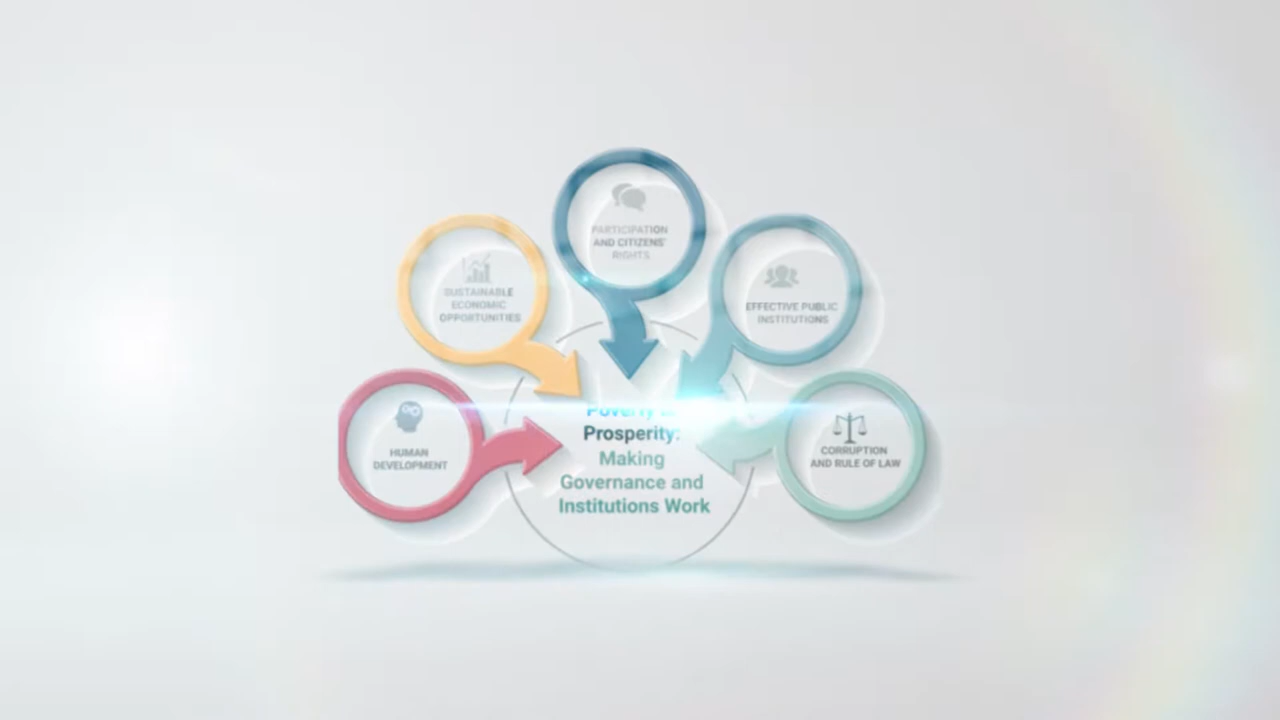 PARTICIPATION
AND CITIZENS'
RIGHTS
SUSTAINABLE
ECONOMIC
OPPORTUNITIES
EFFECTIVE PUBLIC
INSTITUTIONS
HUMAN
DEVELOPMENT
CORRUPTION
AND RULE OF LAW
Poverty
Prosperity:
Making
Governance and
Institutions Work